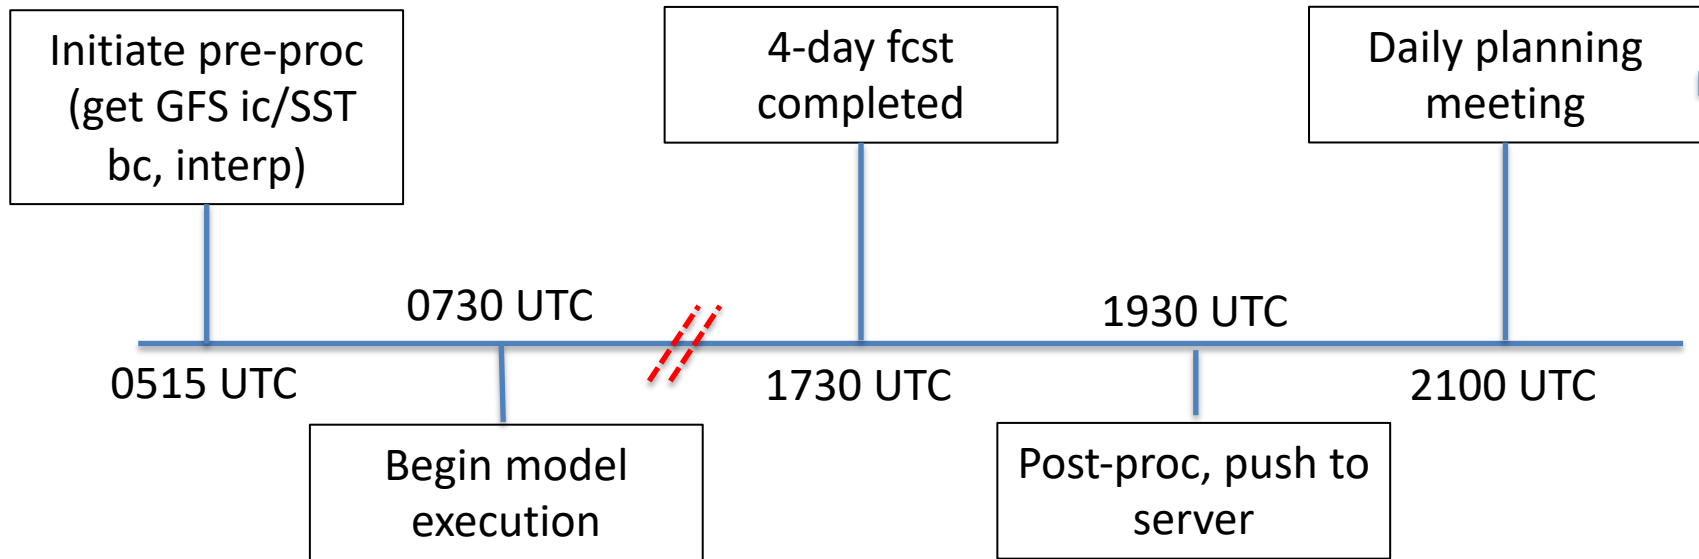 Initiate pre-proc
(get GFS ic/SST
bc, interp)
4-day fcst
completed
Daily planning
meeting
0730 UTC
1930 UTC
0515 UTC
1730 UTC
2100 UTC
Begin model
execution
Post-proc, push to
server